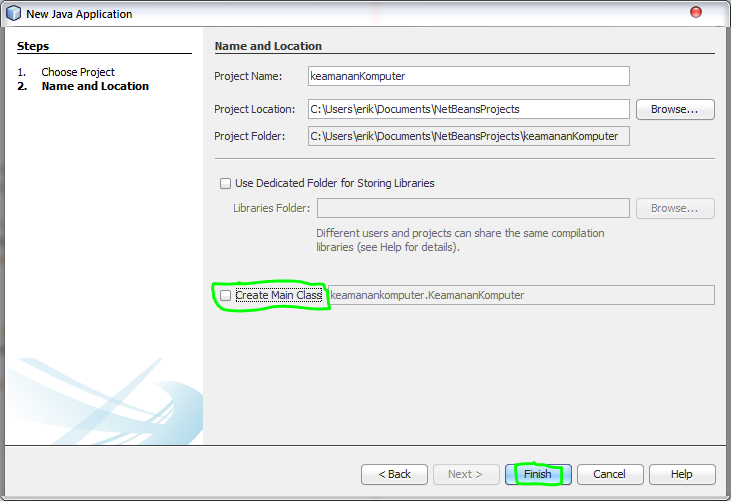 New Java Application
Steps
1. Choose Project
2. Name and Location
Name and Location
Project Name: keamananKomputer
Project Location: C:\Users\erik\Documents\NetBeansProjects Browse...
Project Folder: C:\Users\erik\Documents\NetBeansProjects\keamananKomputer
Use Dedicated Folder for Storing Libraries
Libraries Folder: Browse...
Different users and projects can share the same compilation
libraries (see Help for details).
Create Main Class keamanankomputer.KeamananKomputer
< Back Next > Finish Cancel Help